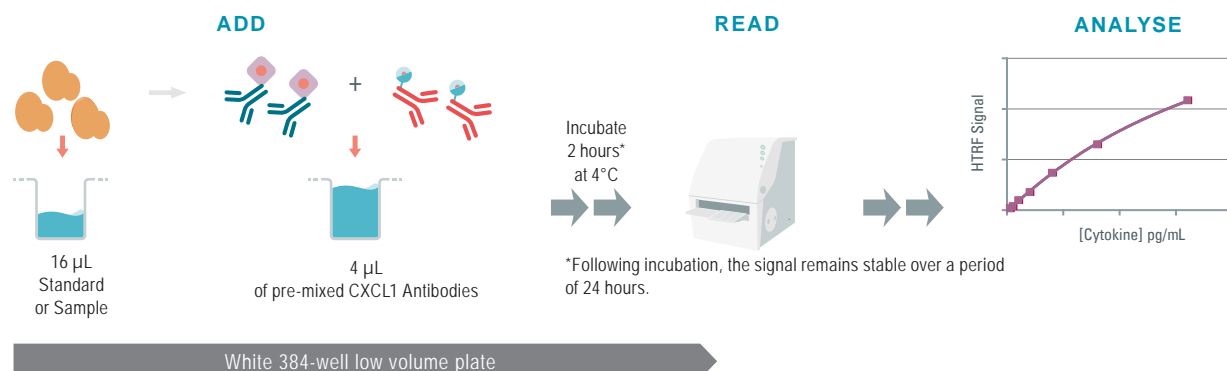 ADD
READ
ANALYSE
+
Incubate
2 hours*
at 4°C
HTRF Signal
[Cytokine] pg/mL
16 µL
Standard
or Sample
4 µL
of pre-mixed CXCL1 Antibodies
*Following incubation, the signal remains stable over a period
of 24 hours.
White 384-well low volume plate